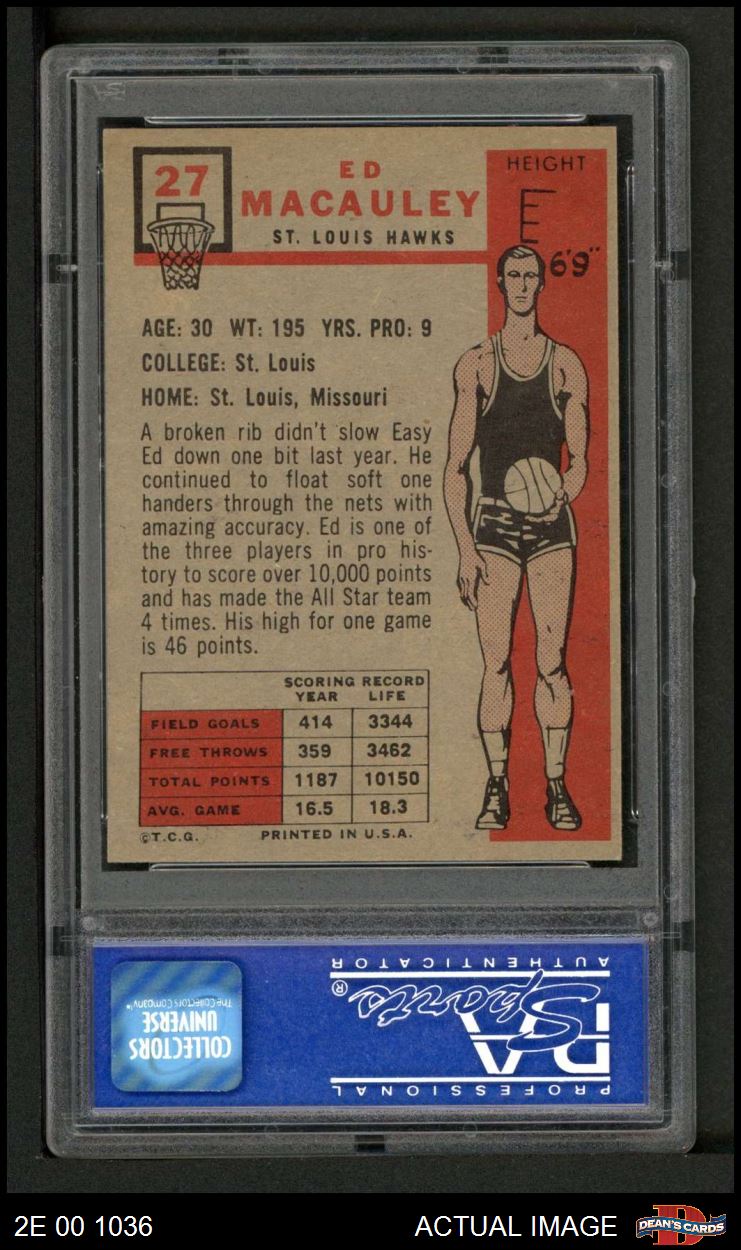 27
ED
MACAULEY
ST. LOUIS HAWKS
HEIGHT
6'9"
AGE: 30 WT: 195 YRS. PRO: 9
COLLEGE: St. Louis
HOME: St. Louis, Missouri
A broken rib didn't slow Easy
Ed down one bit last year. He
continued to float soft one
handers through the nets with
amazing accuracy. Ed is one of
the three players in pro his-
tory to score over 10,000 points
and has made the All Star team
4 times. His high for one game
is 46 points.
SCORING RECORD
YEAR LIFE
FIELD GOALS 414 3344
FREE THROWS 359 3462
TOTAL POINTS 1187 10150
AVG. GAME 16.5 18.3
©T.C.G. PRINTED IN U.S.A.
COLLECTORS
UNIVERSE
The Collectors Company™
PROFESSIONAL
PSA
Sports®
AUTHENTICATOR
2E 00 1036
ACTUAL IMAGE
DEAN'S CARDS